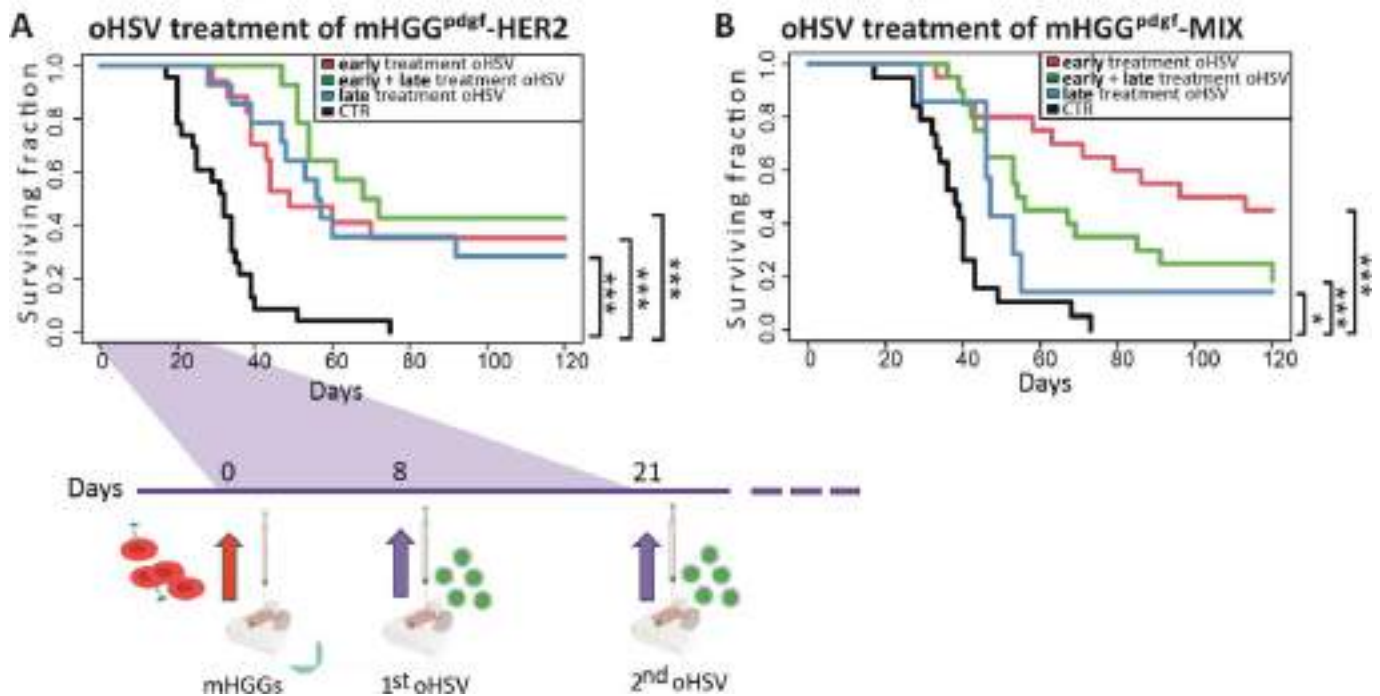 A oHSV treatment of mHGGpdgf-HER2
early treatment oHSV
early + late treatment oHSV
late treatment oHSV
CTR
Surviving fraction
1.0
0.8
0.6
0.4
0.2
0.0
0 20 40 60 80 100 120
Days
***
***
***
B oHSV treatment of mHGGpdgf-MIX
early treatment oHSV
early + late treatment oHSV
late treatment oHSV
CTR
Surviving fraction
1.0
0.8
0.6
0.4
0.2
0.0
0 20 40 60 80 100 120
Days
*
***
***
0 8 21
Days
mHGGs 1st oHSV 2nd oHSV